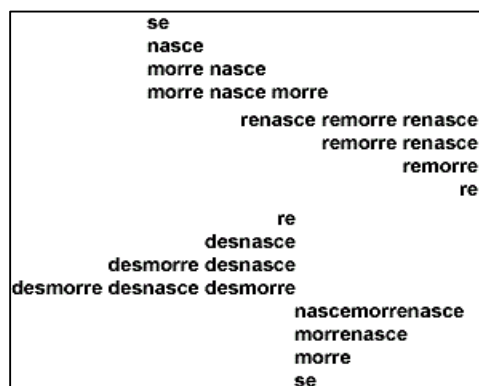 se
nasce
morre nasce
morre nasce morre
renasce remorre renasce
remorre renasce
remorre
re
re
desnasce
desmorre desnasce
desmorre desnasce desmorre
nascemorrenasce
morrenasce
morre
se